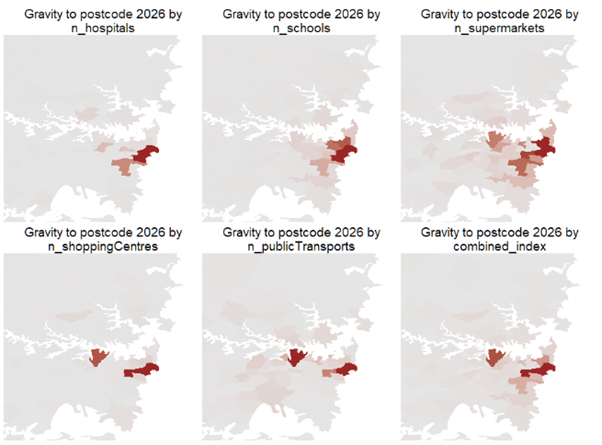 Gravity to postcode 2026 by
n_hospitals
Gravity to postcode 2026 by
n_schools
Gravity to postcode 2026 by
n_supermarkets
Gravity to postcode 2026 by
n_shoppingCentres
Gravity to postcode 2026 by
n_publicTransports
Gravity to postcode 2026 by
combined_index